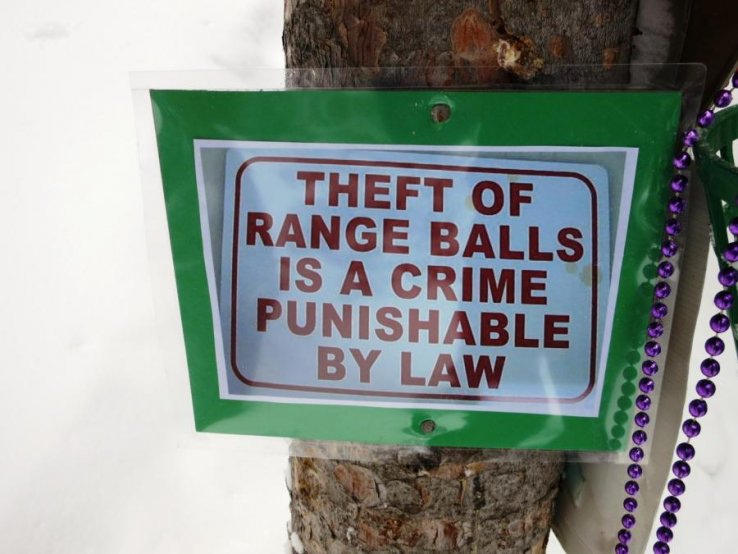 THEFT OF
RANGE BALLS
IS A CRIME
PUNISHABLE
BY LAW